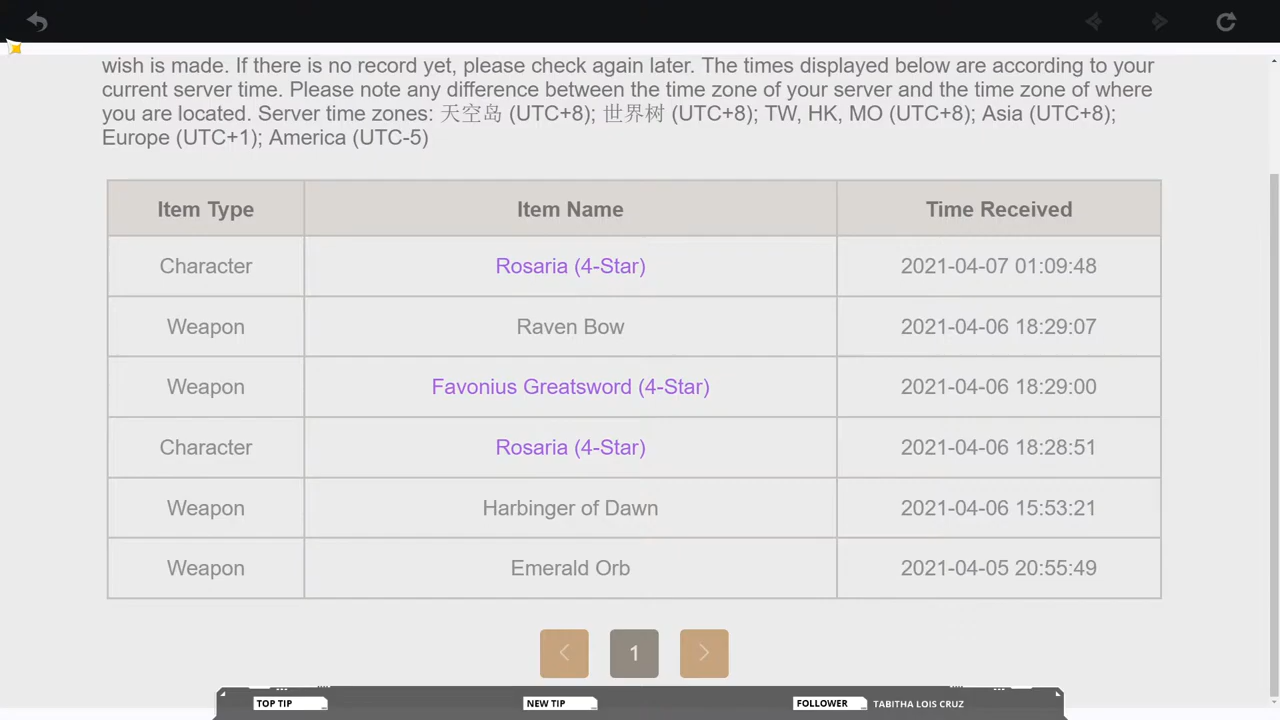 wish is made. If there is no record yet, please check again later. The times displayed below are according to your
current server time. Please note any difference between the time zone of your server and the time zone of where
you are located. Server time zones: 天空岛 (UTC+8); 世界树 (UTC+8); TW, HK, MO (UTC+8); Asia (UTC+8);
Europe (UTC+1); America (UTC-5)
Item Type Item Name Time Received
Character Rosaria (4-Star) 2021-04-07 01:09:48
Weapon Raven Bow 2021-04-06 18:29:07
Weapon Favonius Greatsword (4-Star) 2021-04-06 18:29:00
Character Rosaria (4-Star) 2021-04-06 18:28:51
Weapon Harbinger of Dawn 2021-04-06 15:53:21
Weapon Emerald Orb 2021-04-05 20:55:49
1
TOP TIP NEW TIP FOLLOWER TABITHA LOIS CRUZ